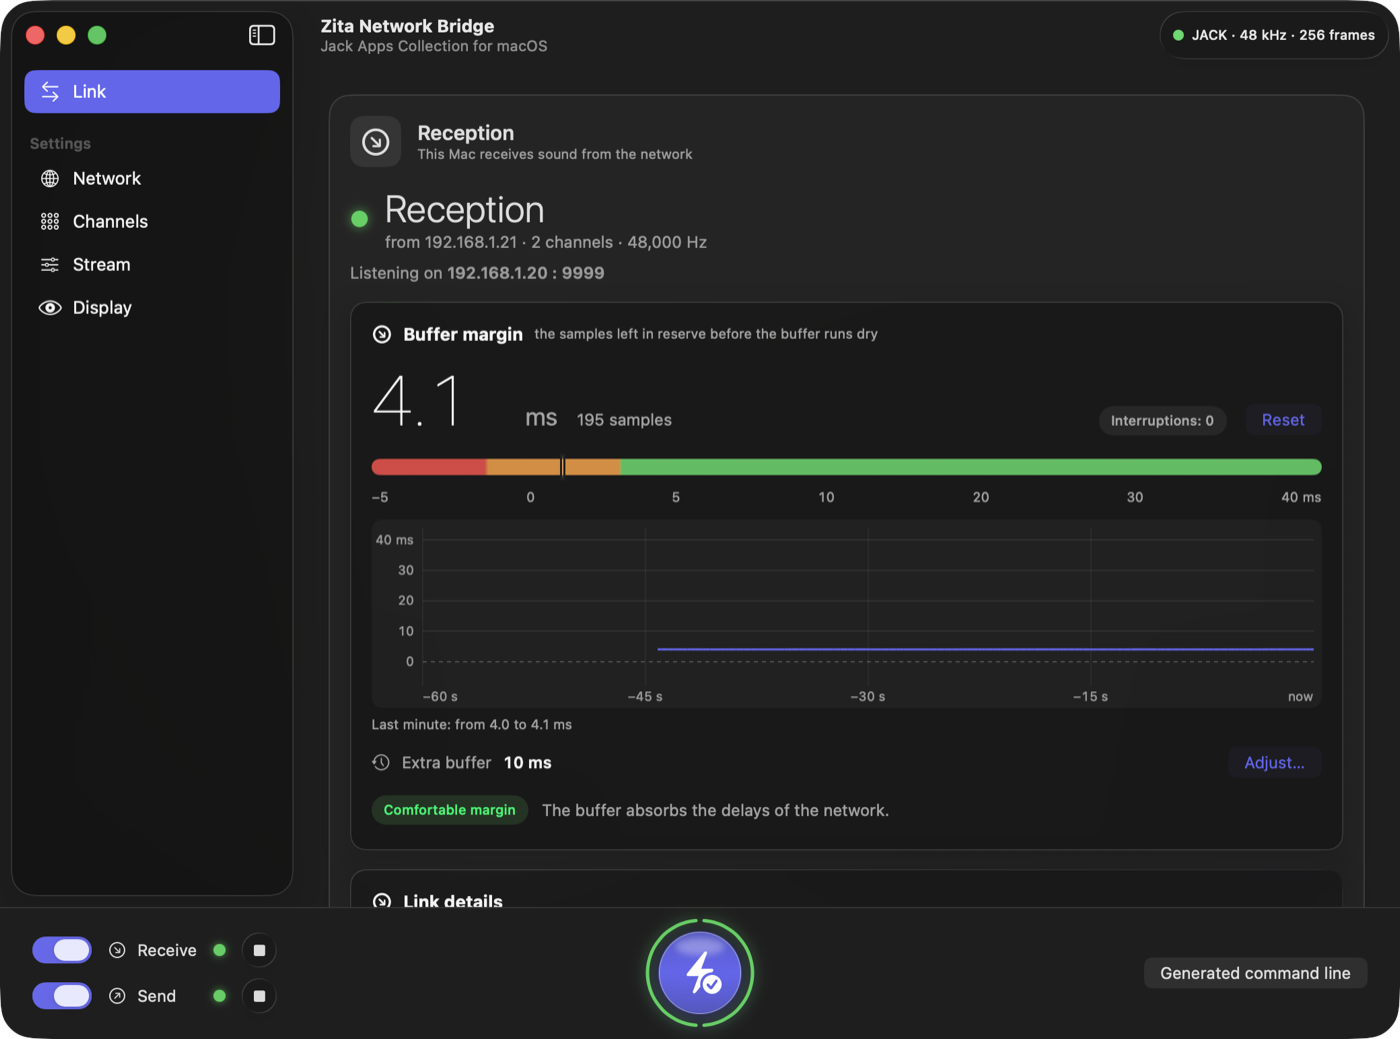 Zita Network Bridge
Jack Apps Collection for macOS
JACK · 48 kHz · 256 frames
Link
Settings
Network
Channels
Stream
Display
Reception
This Mac receives sound from the network
Reception
from 192.168.1.21 · 2 channels · 48,000 Hz
Listening on 192.168.1.20 : 9999
Buffer margin the samples left in reserve before the buffer runs dry
4.1 ms 195 samples
Interruptions: 0
Reset
−5 0 5 10 20 30 40 ms
40 ms
30
20
10
0
−60 s −45 s −30 s −15 s now
Last minute: from 4.0 to 4.1 ms
Extra buffer 10 ms
Adjust...
Comfortable margin The buffer absorbs the delays of the network.
Link details
Receive
Send
Generated command line